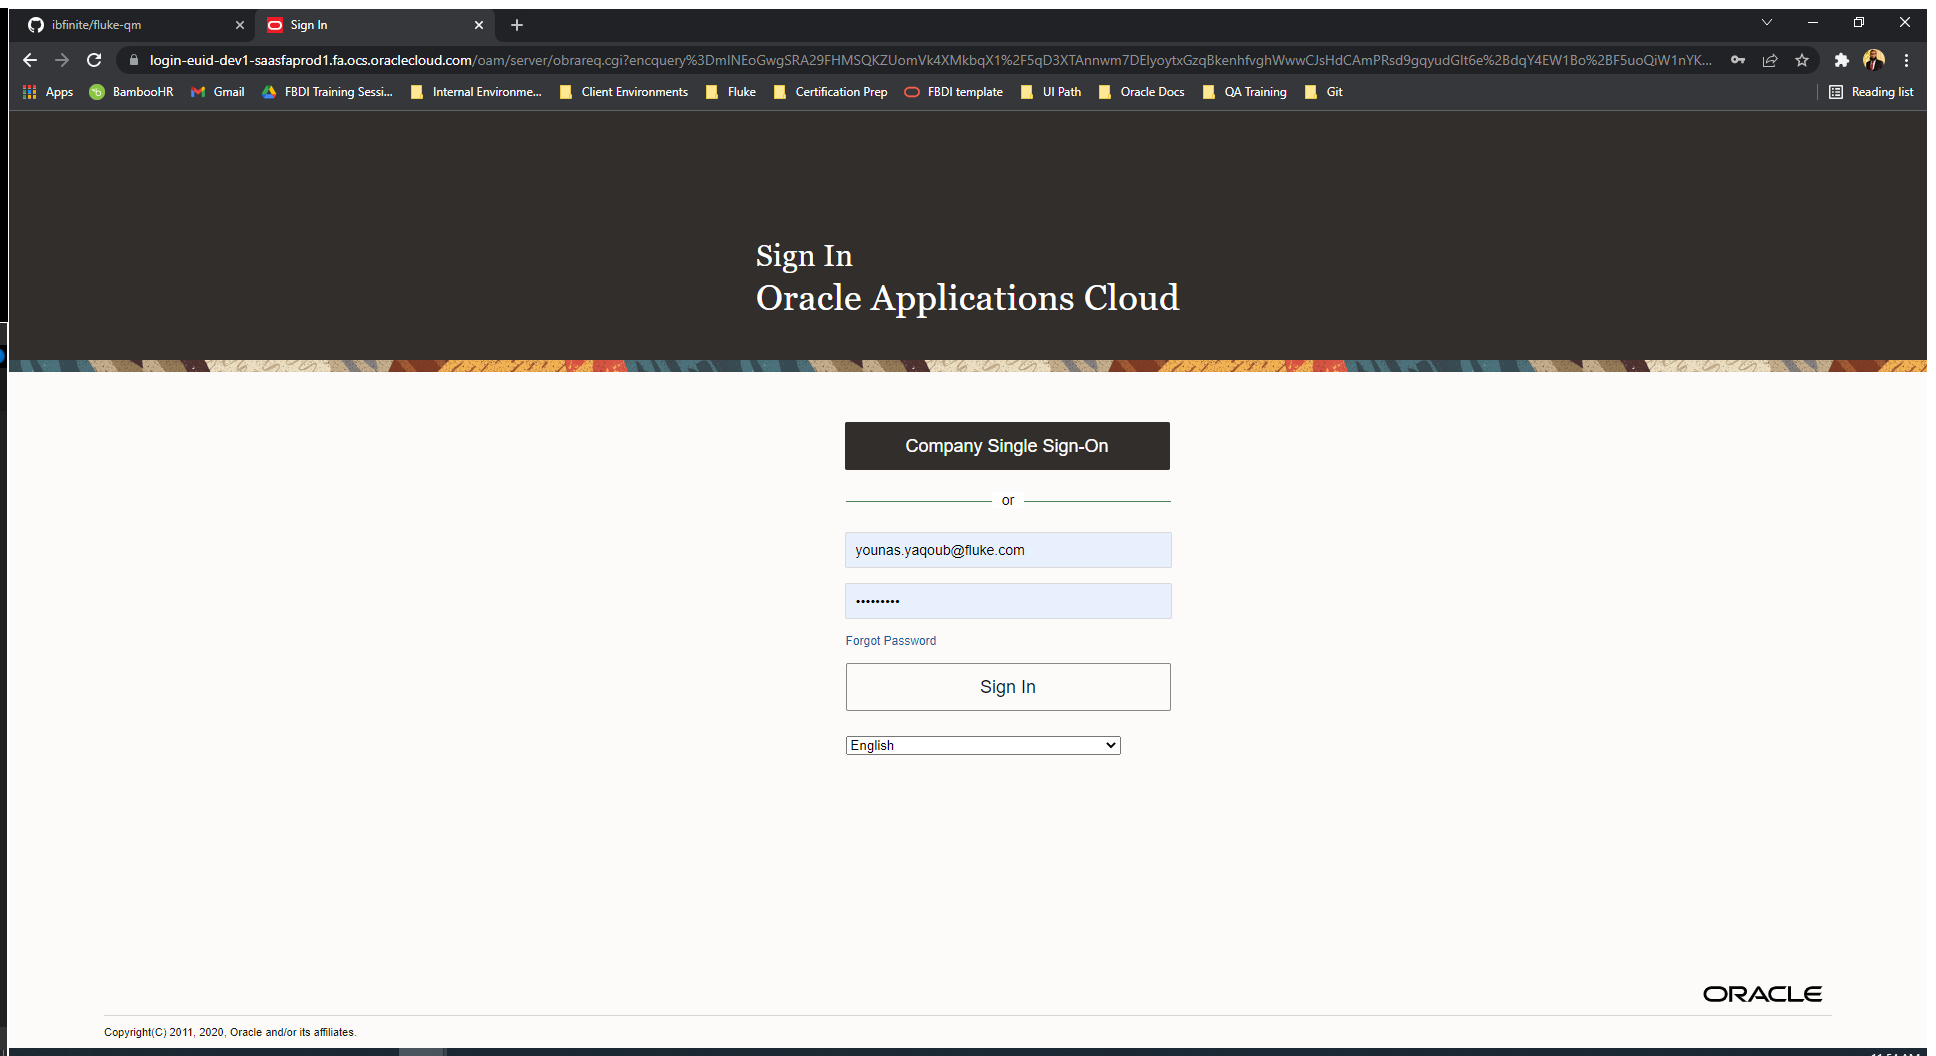 ibfinite/fluke-qm
Sign In
login-euid-dev1-saasfaprod1.fa.ocs.oraclecloud.com/oam/server/obrareq.cgi?encquery%3DmINEoGwgSRA29FHMSQKZUomVk4XMkbqX1%2F5qD3XTAnnwm7DEIyoytxGzqBkenhfvghWwwCJsHdCAmPRsd9gqyudGIt6e%2BdqY4EW1Bo%2BF5uoQiW1nYK...
Apps BambooHR Gmail FBDI Training Sessi... Internal Environme... Client Environments Fluke Certification Prep FBDI template UI Path Oracle Docs QA Training Git Reading list
Sign In
Oracle Applications Cloud
Company Single Sign-On
or
younas.yaqoub@fluke.com
•••••••••
Forgot Password
Sign In
English
ORACLE
Copyright(C) 2011, 2020, Oracle and/or its affiliates.